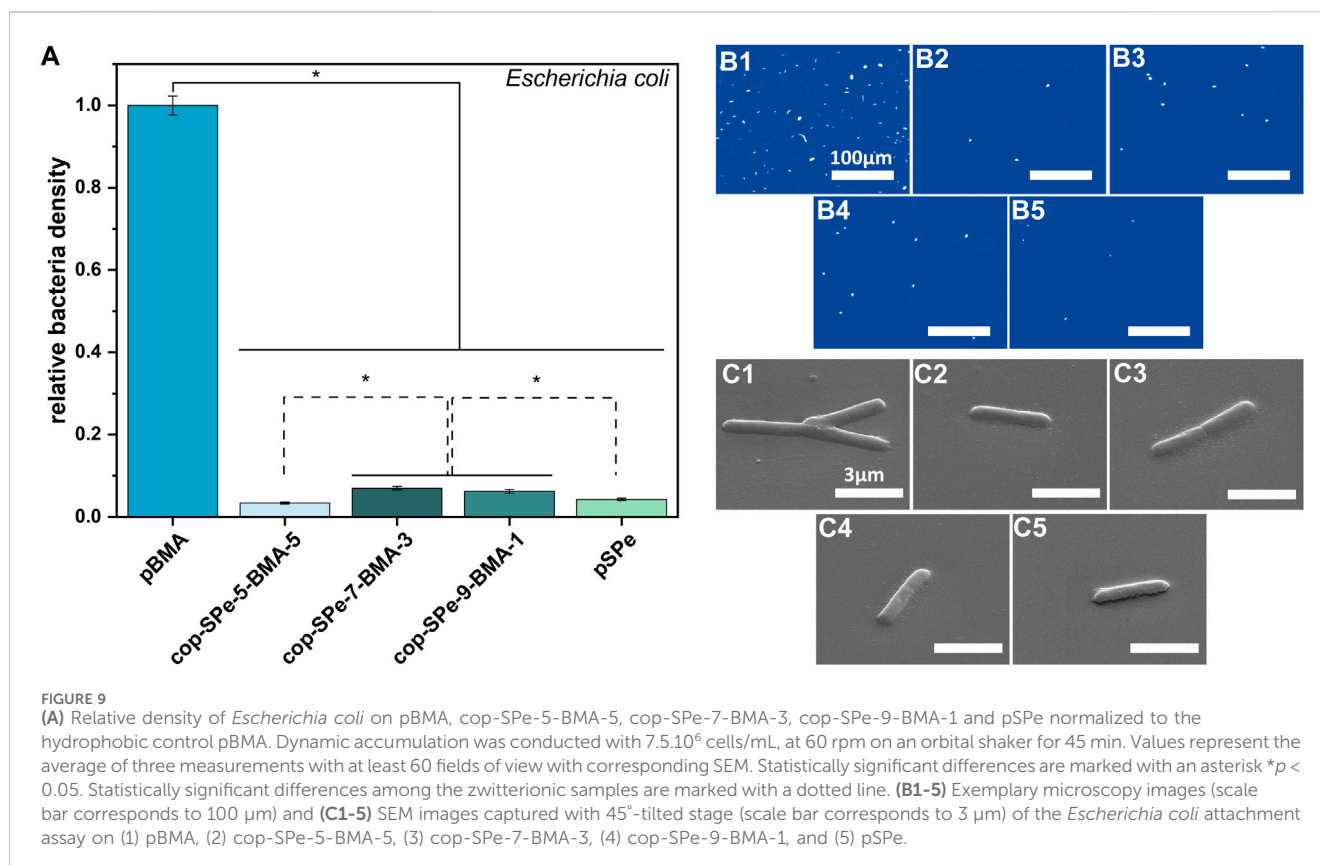 A
*
Escherichia coli
1.0
0.8
0.6
0.4
0.2
0.0
relative bacteria density
*
*
pBMA
cop-SPe-5-BMA-5
cop-SPe-7-BMA-3
cop-SPe-9-BMA-1
pSPe
B1
100µm
B2
B3
B4
B5
C1
3µm
C2
C3
C4
C5
FIGURE 9
(A) Relative density of Escherichia coli on pBMA, cop-SPe-5-BMA-5, cop-SPe-7-BMA-3, cop-SPe-9-BMA-1 and pSPe normalized to the
hydrophobic control pBMA. Dynamic accumulation was conducted with 7.5.10⁶ cells/mL, at 60 rpm on an orbital shaker for 45 min. Values represent the
average of three measurements with at least 60 fields of view with corresponding SEM. Statistically significant differences are marked with an asterisk *p <
0.05. Statistically significant differences among the zwitterionic samples are marked with a dotted line. (B1-5) Exemplary microscopy images (scale
bar corresponds to 100 µm) and (C1-5) SEM images captured with 45°-tilted stage (scale bar corresponds to 3 µm) of the Escherichia coli attachment
assay on (1) pBMA, (2) cop-SPe-5-BMA-5, (3) cop-SPe-7-BMA-3, (4) cop-SPe-9-BMA-1, and (5) pSPe.